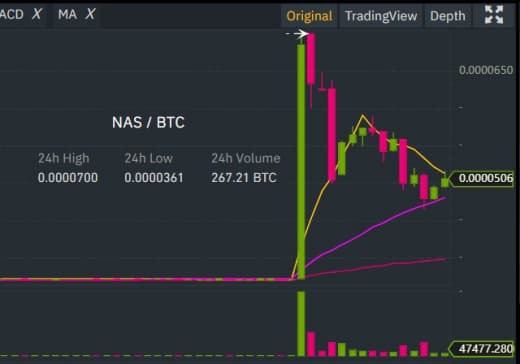 ACD X MA X Original TradingView Depth
0.0000650
NAS / BTC
24h High 24h Low 24h Volume
0.0000700 0.0000361 267.21 BTC
0.0000506
47477.280